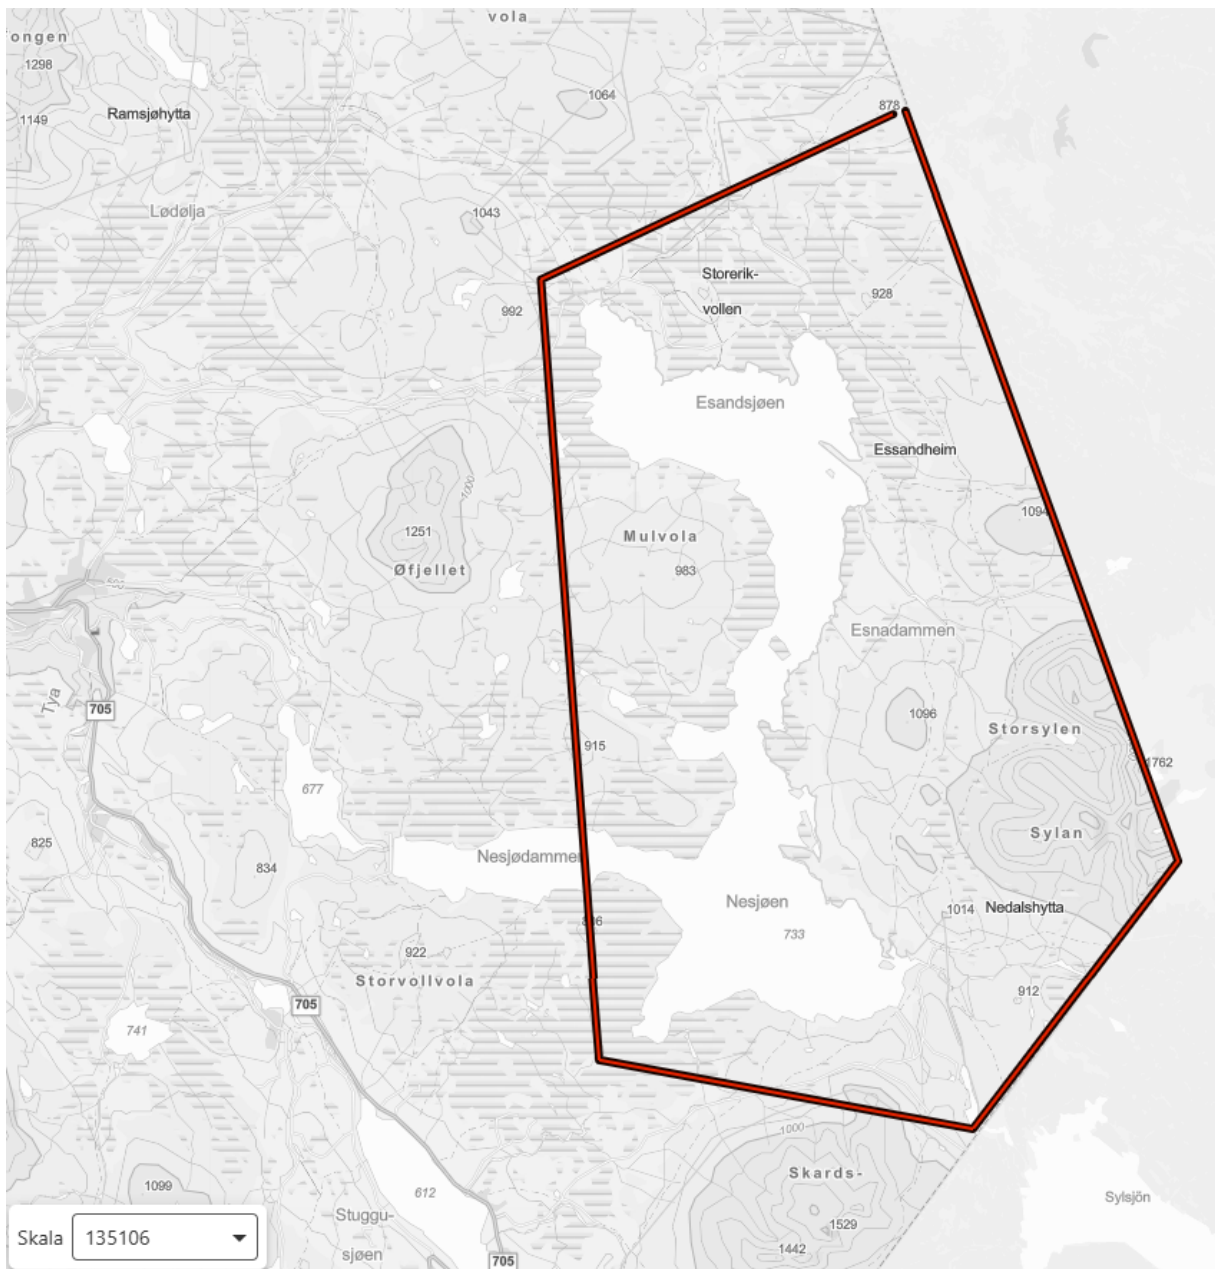 vola
ongen
1298
1064
878
Ramsjøhytta
1149
Lødølja
1043
Storerik-
vollen
928
992
Esandsjøen
Essandheim
1000
1094
1251
Mulvola
983
Øfjellet
Esnadammen
Tya
705
1096
Storsylen
915
1762
677
825
Sylan
834
Nesjødammen
Nesjøen
1014
Nedalshytta
733
922
Storvollvola
912
705
741
1000
Skards-
1099
612
Sylsjön
Stuggu-
sjøen
1529
1442
705
Skala
135106